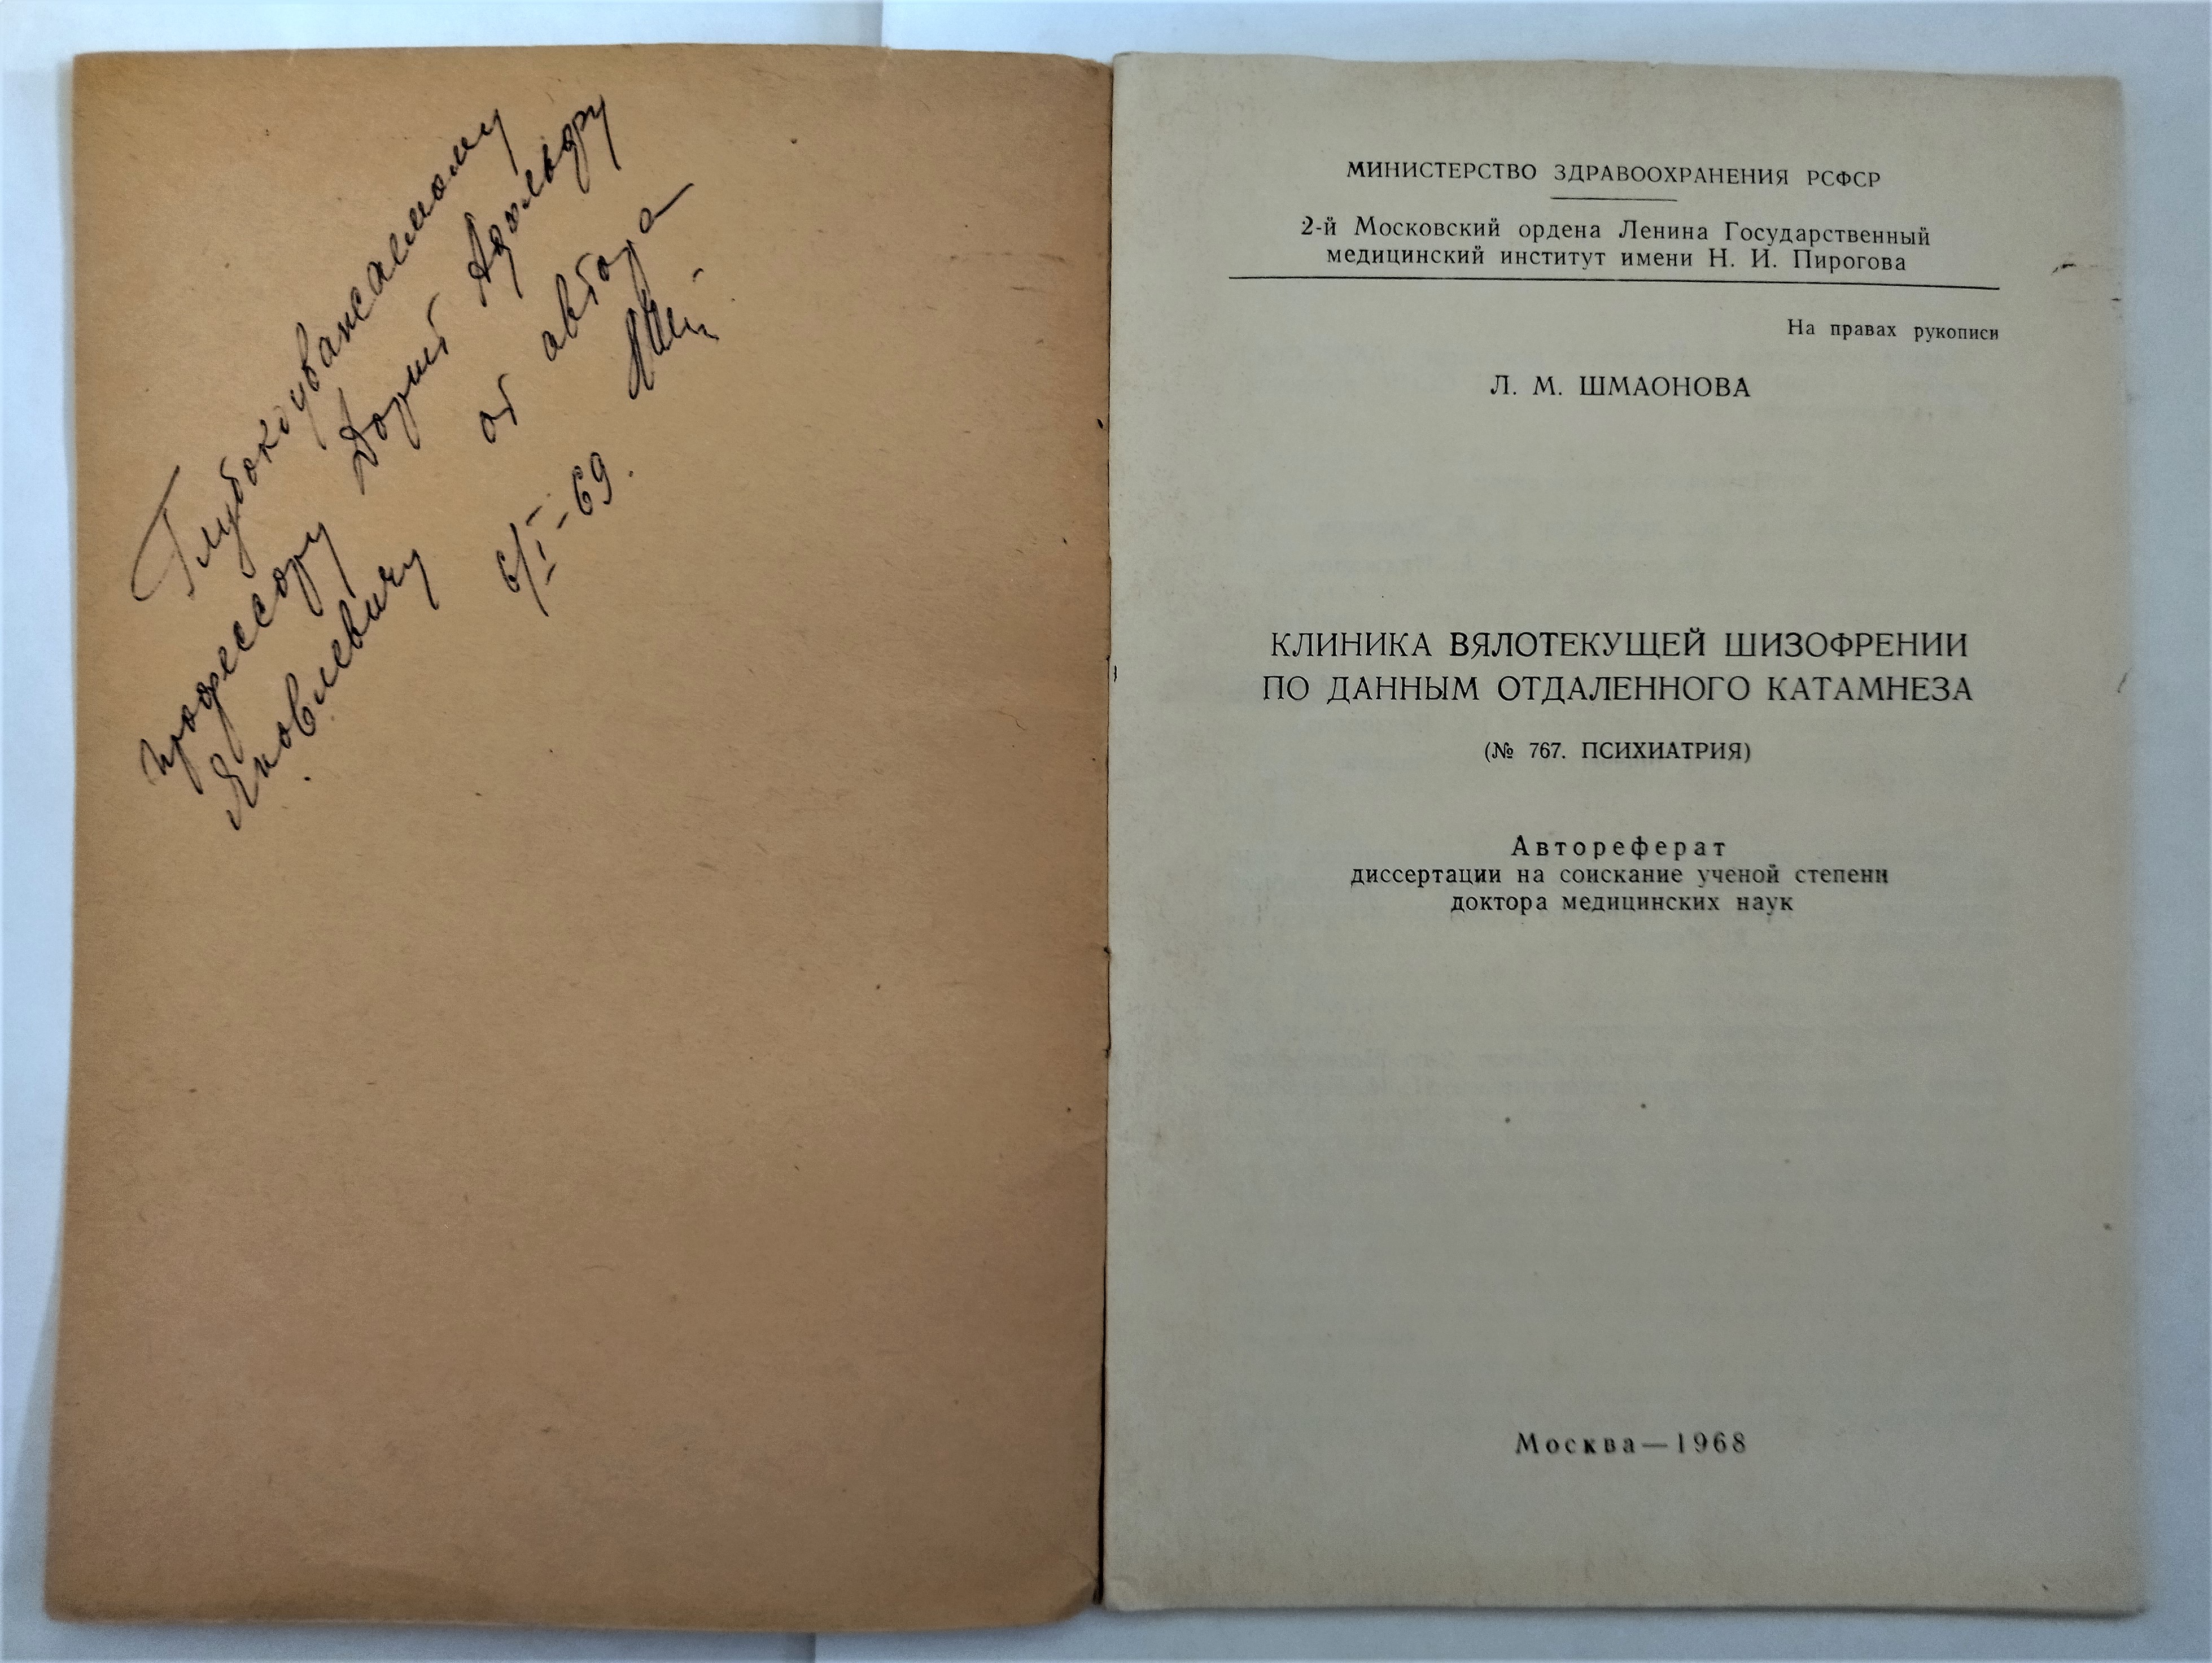 Глубокоуважаемому
профессору Дорит Адольфу
Яковлевичу от автора
6/I-69.
МИНИСТЕРСТВО ЗДРАВООХРАНЕНИЯ РСФСР
2-й Московский ордена Ленина Государственный
медицинский институт имени Н. И. Пирогова
На правах рукописи
Л. М. ШМАОНОВА
КЛИНИКА ВЯЛОТЕКУЩЕЙ ШИЗОФРЕНИИ
ПО ДАННЫМ ОТДАЛЕННОГО КАТАМНЕЗА
(№ 767. ПСИХИАТРИЯ)
Автореферат
диссертации на соискание ученой степени
доктора медицинских наук
Москва—1968